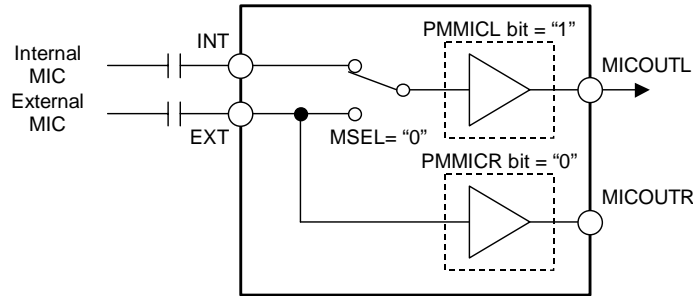 PMMICL bit = “1”
INT
MICOUTL
Internal
MIC
External
MIC
EXT
MSEL= “0”
PMMICR bit = “0”
MICOUTR